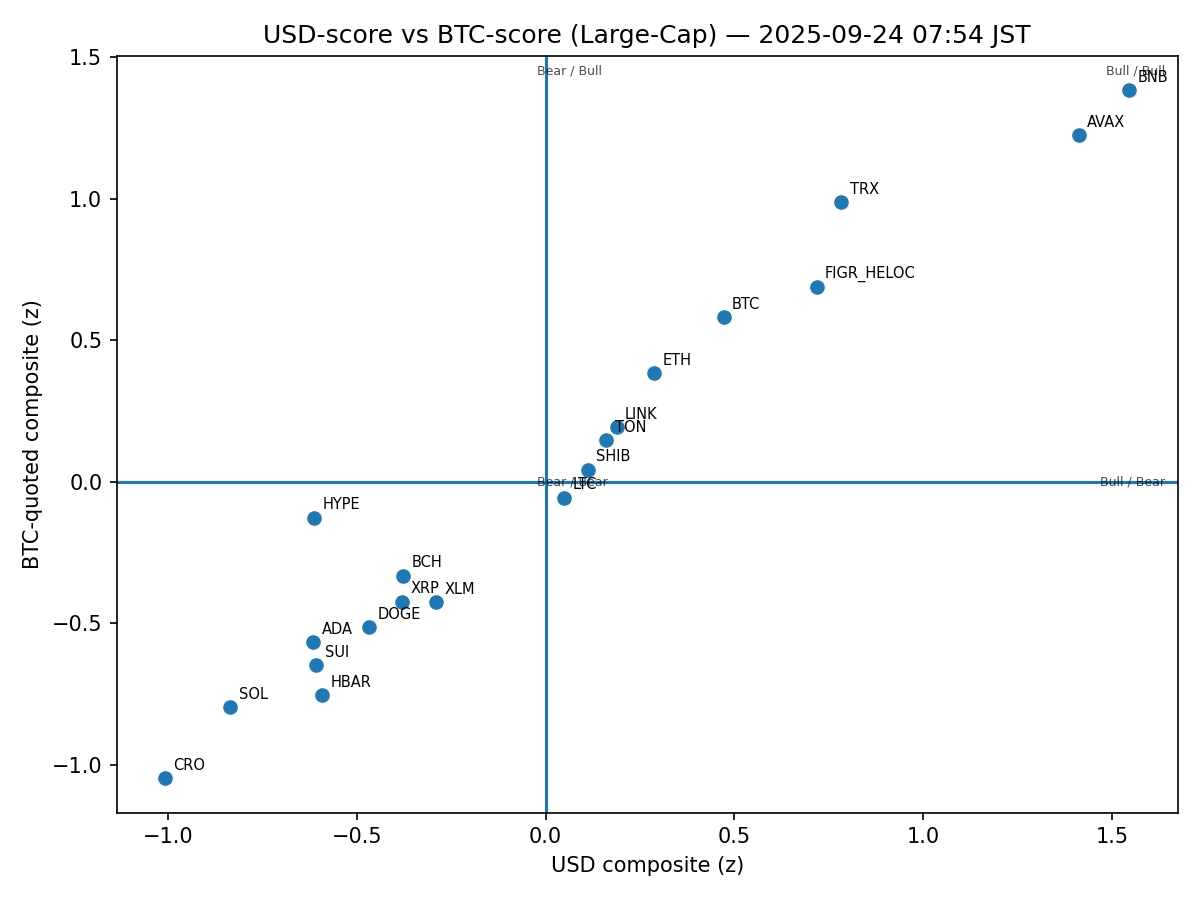 USD-score vs BTC-score (Large-Cap) — 2025-09-24 07:54 JST
1.5
Bear / Bull
Bull / Bull
BNB
AVAX
TRX
1.0
FIGR_HELOC
BTC
0.5
ETH
LINK
TON
SHIB
0.0
Bear / Bear
LTC
Bull / Bear
HYPE
BCH
XRP
XLM
DOGE
−0.5
ADA
SUI
HBAR
SOL
−1.0
CRO
BTC-quoted composite (z)
−1.0
−0.5
0.0
0.5
1.0
1.5
USD composite (z)